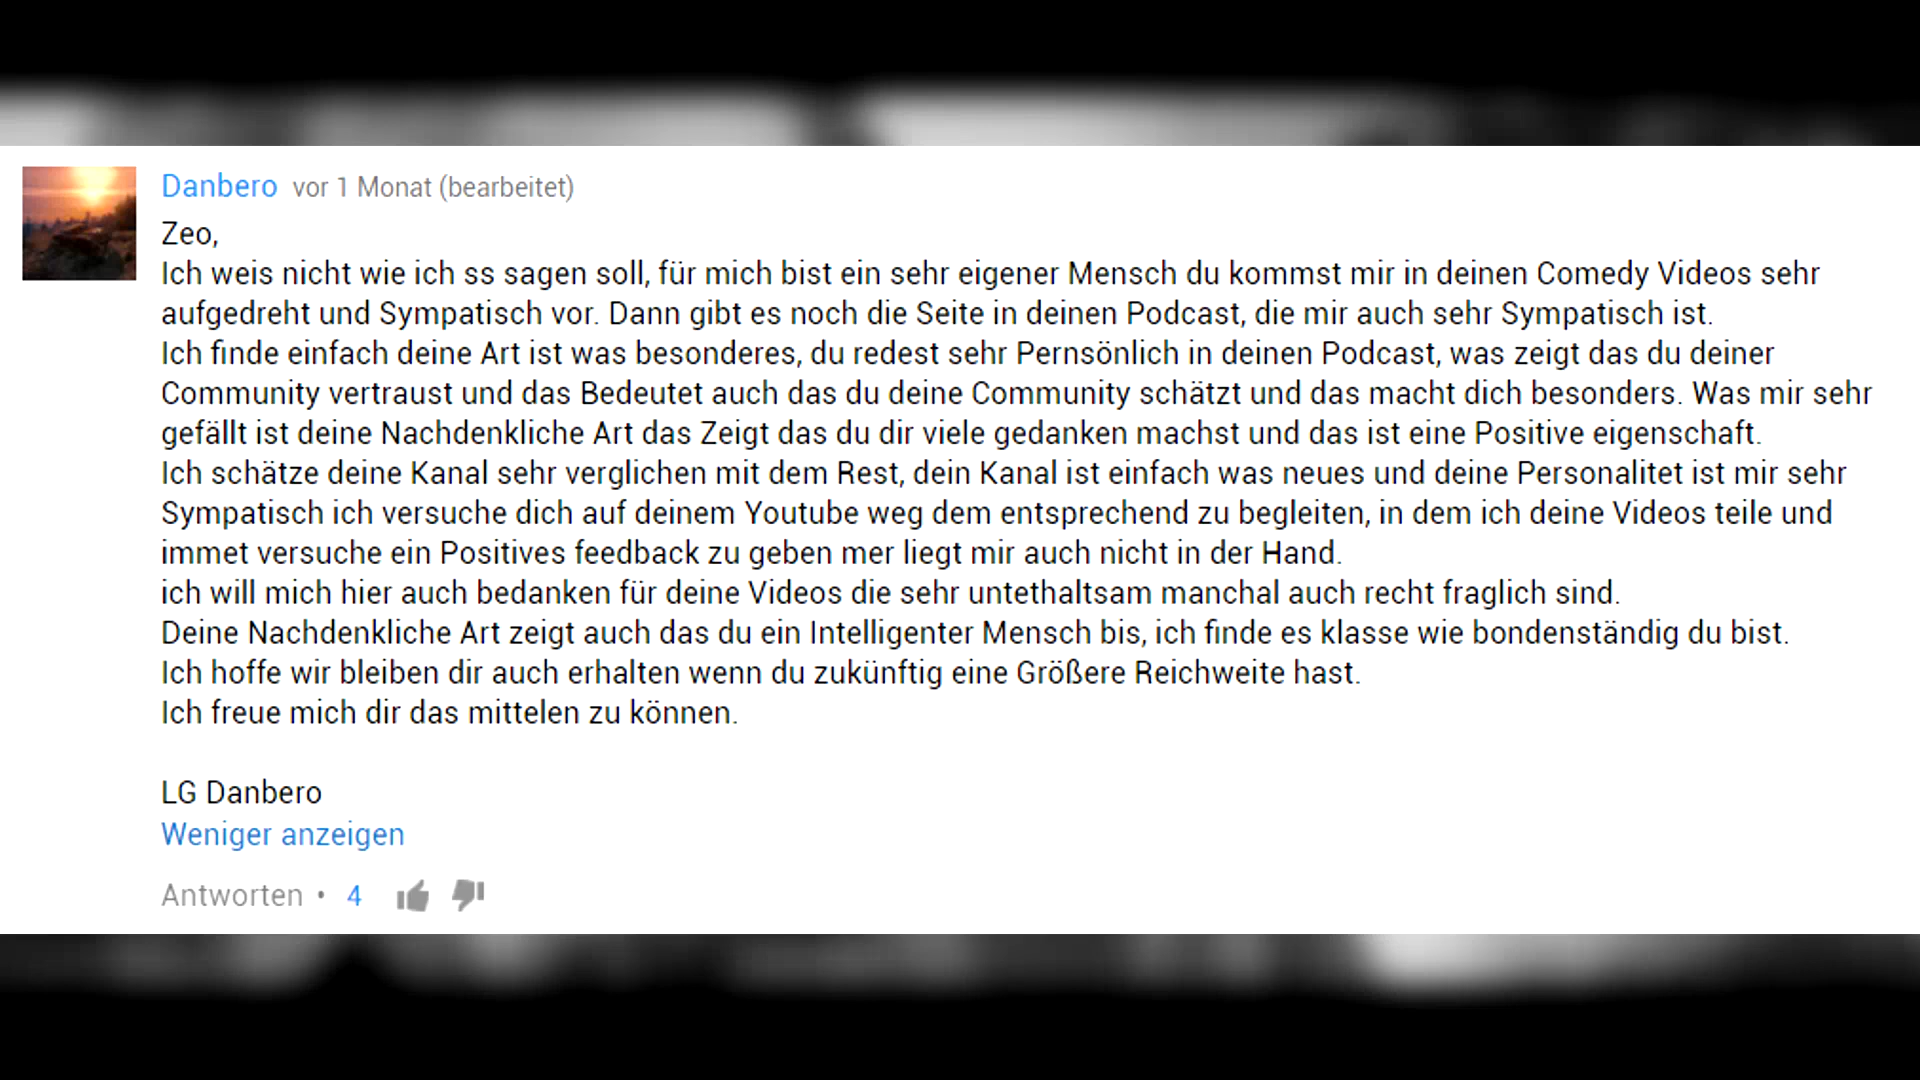 Danbero vor 1 Monat (bearbeitet)
Zeo,
Ich weis nicht wie ich ss sagen soll, für mich bist ein sehr eigener Mensch du kommst mir in deinen Comedy Videos sehr
aufgedreht und Sympatisch vor. Dann gibt es noch die Seite in deinen Podcast, die mir auch sehr Sympatisch ist.
Ich finde einfach deine Art ist was besonderes, du redest sehr Pernsönlich in deinen Podcast, was zeigt das du deiner
Community vertraust und das Bedeutet auch das du deine Community schätzt und das macht dich besonders. Was mir sehr
gefällt ist deine Nachdenkliche Art das Zeigt das du dir viele gedanken machst und das ist eine Positive eigenschaft.
Ich schätze deine Kanal sehr verglichen mit dem Rest, dein Kanal ist einfach was neues und deine Personalitet ist mir sehr
Sympatisch ich versuche dich auf deinem Youtube weg dem entsprechend zu begleiten, in dem ich deine Videos teile und
immet versuche ein Positives feedback zu geben mer liegt mir auch nicht in der Hand.
ich will mich hier auch bedanken für deine Videos die sehr untethaltsam manchal auch recht fraglich sind.
Deine Nachdenkliche Art zeigt auch das du ein Intelligenter Mensch bis, ich finde es klasse wie bondenständig du bist.
Ich hoffe wir bleiben dir auch erhalten wenn du zukünftig eine Größere Reichweite hast.
Ich freue mich dir das mittelen zu können.
LG Danbero
Weniger anzeigen
Antworten • 4